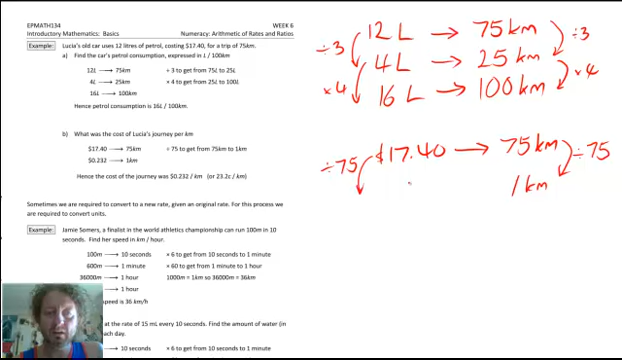 EPMATH134 WEEK 6
Introductory Mathematics: Basics Numeracy: Arithmetic of Rates and Ratios
Example: Lucia's old car uses 12 litres of petrol, costing $17.40, for a trip of 75km.
a) Find the car's petrol consumption, expressed in L / 100km
12L → 75km ÷ 3 to get from 75L to 25L
4L → 25km × 4 to get from 25L to 100L
16L → 100km
Hence petrol consumption is 16L / 100km.
b) What was the cost of Lucia's journey per km
$17.40 → 75km ÷ 75 to get from 75km to 1km
$0.232 → 1km
Hence the cost of the journey was $0.232 / km (or 23.2c / km)
Sometimes we are required to convert to a new rate, given an original rate. For this process we
are required to convert units.
Example: Jamie Somers, a finalist in the world athletics championship can run 100m in 10
seconds. Find her speed in km / hour.
100m → 10 seconds × 6 to get from 10 seconds to 1 minute
600m → 1 minute × 60 to get from 1 minute to 1 hour
36000m → 1 hour 1000m = 1km so 36000m = 36km
→ 1 hour
speed is 36 km/h
at the rate of 15 mL every 10 seconds. Find the amount of water (in
each day.
→ 10 seconds × 6 to get from 10 seconds to 1 minute
÷3 12 L → 75 km ÷3
×4 4 L → 25 km ×4
16 L → 100 km
÷75 $17.40 → 75 km ÷75
1 km